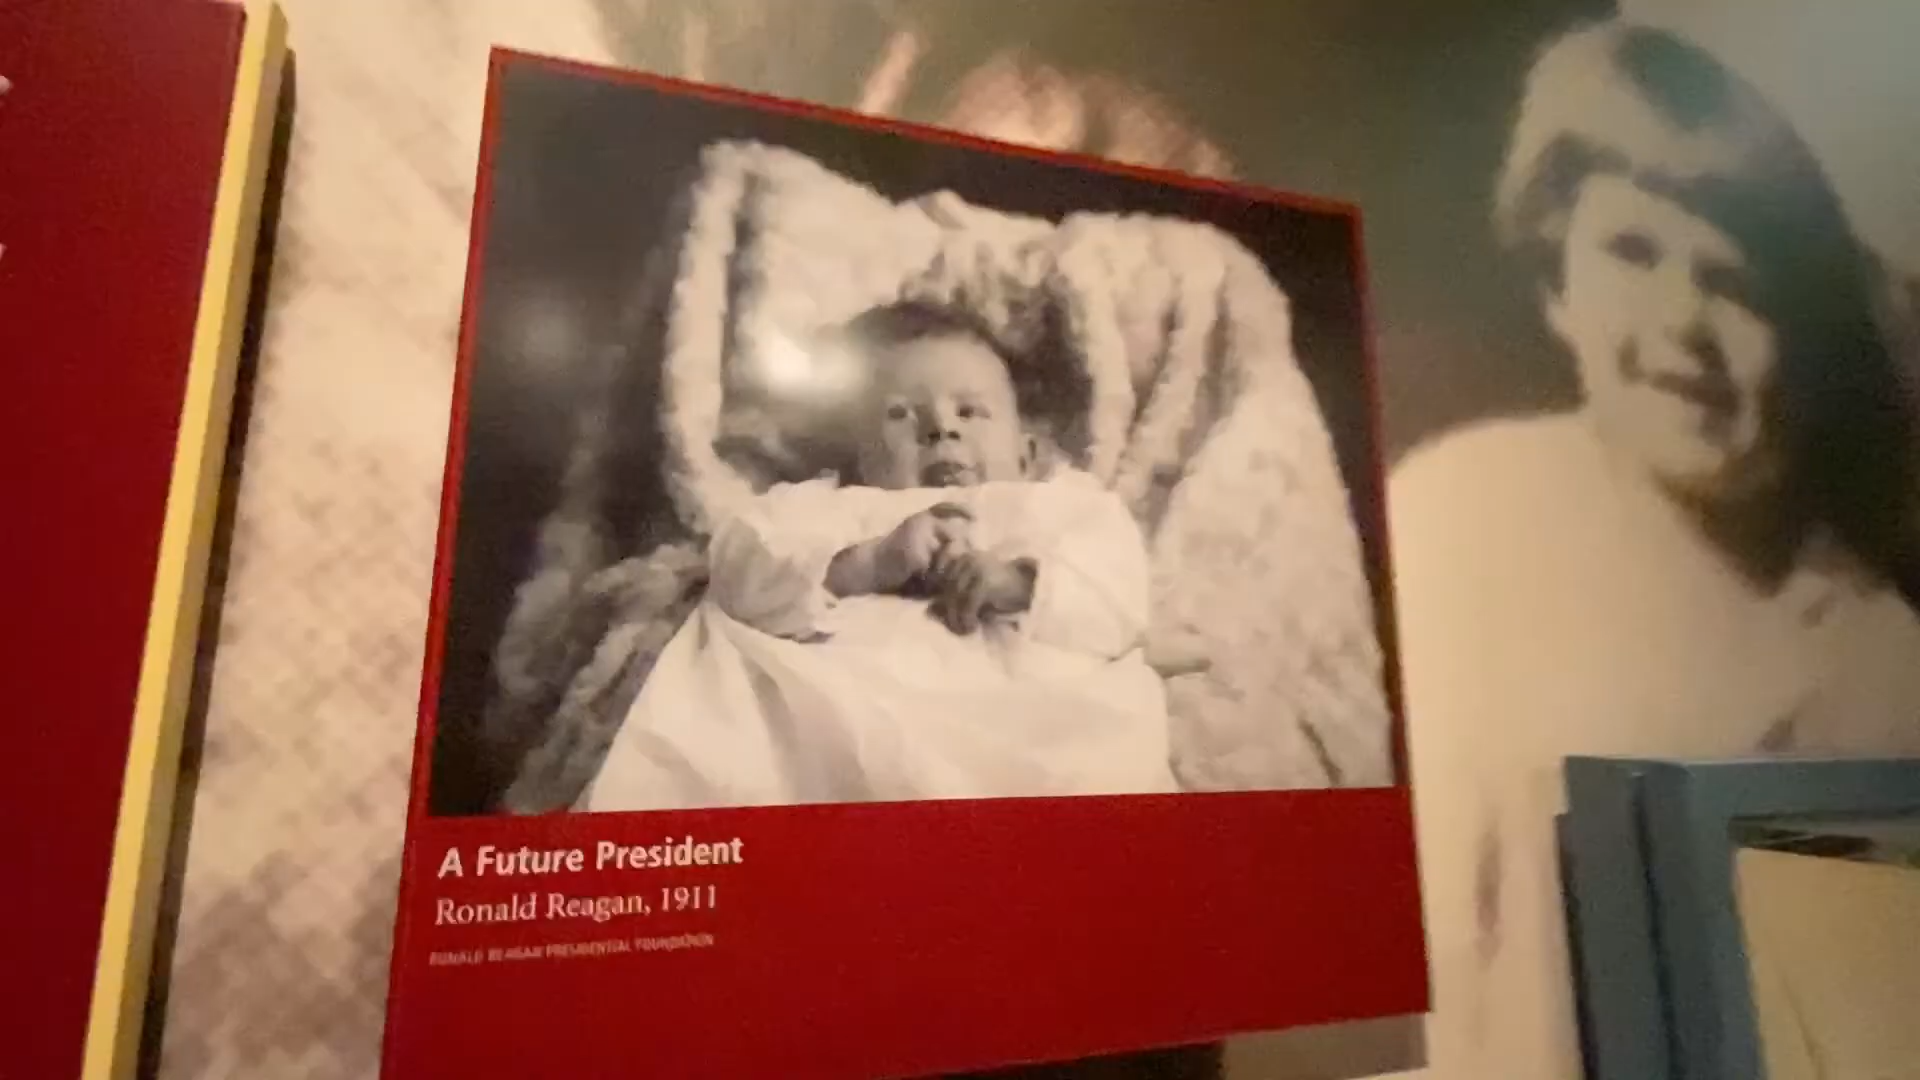 A Future President
Ronald Reagan, 1911
RONALD REAGAN PRESIDENTIAL FOUNDATION